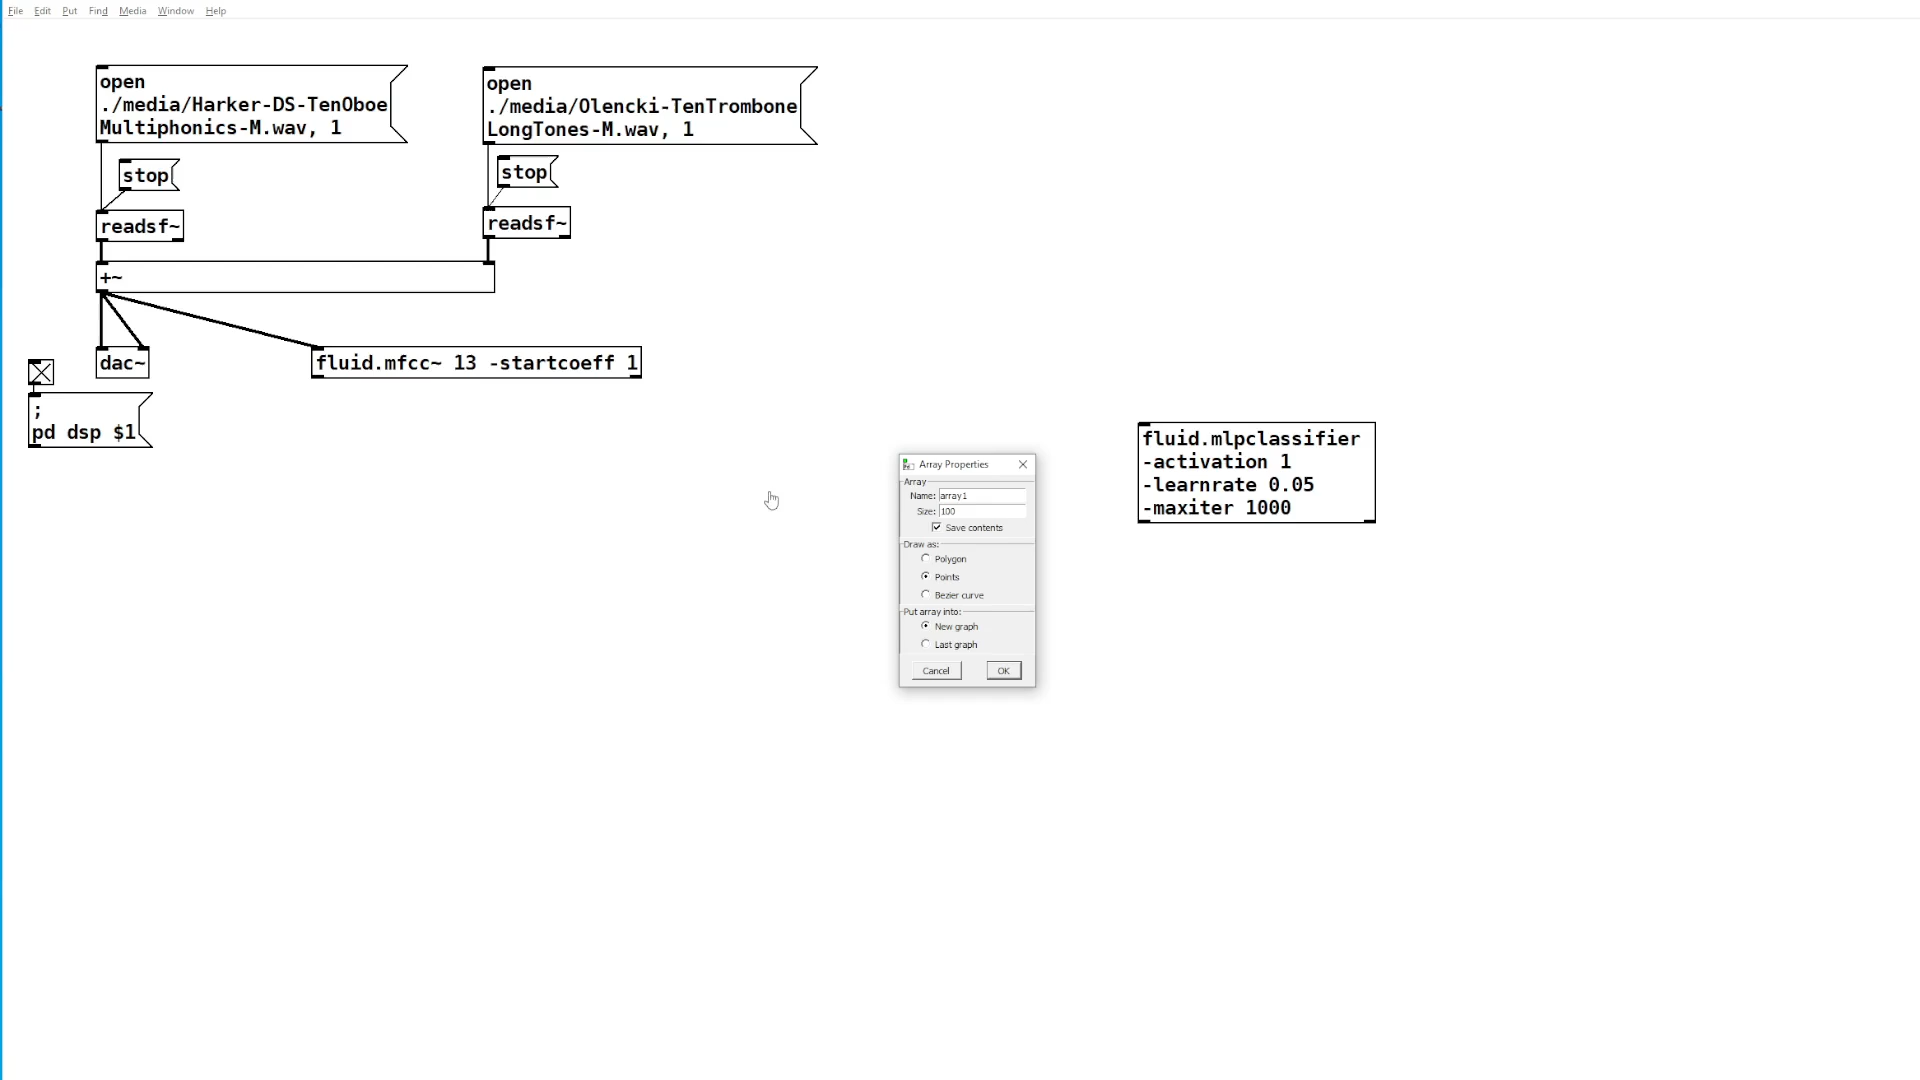 File Edit Put Find Media Window Help
open
./media/Harker-DS-TenOboe
Multiphonics-M.wav, 1
open
./media/Olencki-TenTrombone
LongTones-M.wav, 1
stop
stop
readsf~
readsf~
+~
dac~
fluid.mfcc~ 13 -startcoeff 1
;
pd dsp $1
fluid.mlpclassifier
-activation 1
-learnrate 0.05
-maxiter 1000
Array Properties
Array
Name: array1
Size: 100
Save contents
Draw as:
Polygon
Points
Bezier curve
Put array into:
New graph
Last graph
Cancel OK